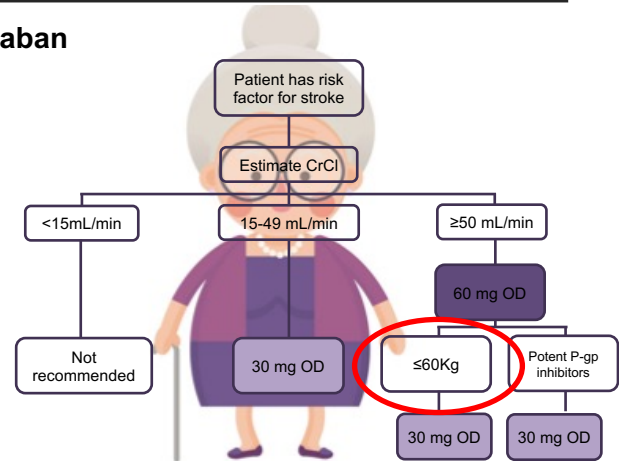 aban
Patient has risk
factor for stroke
Estimate CrCl
<15mL/min
15-49 mL/min
≥50 mL/min
60 mg OD
Not
recommended
30 mg OD
≤60Kg
Potent P-gp
inhibitors
30 mg OD
30 mg OD